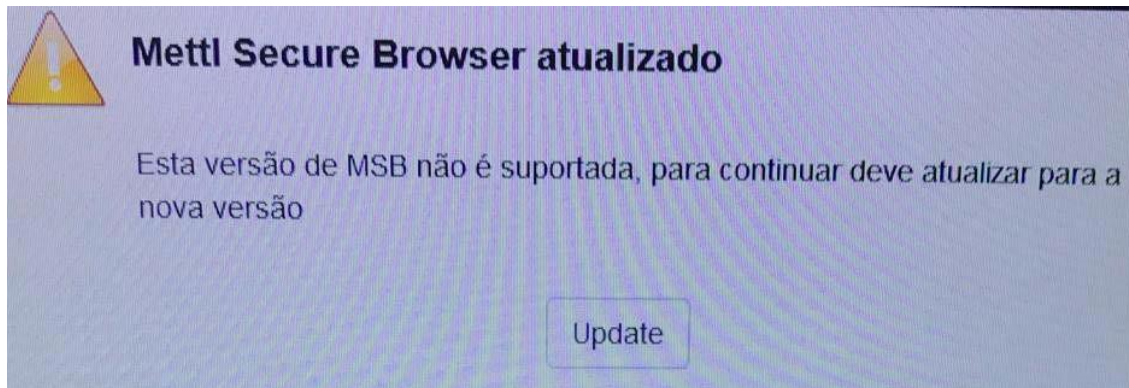 Mettl Secure Browser atualizado
Esta versão de MSB não é suportada, para continuar deve atualizar para a
nova versão
Update